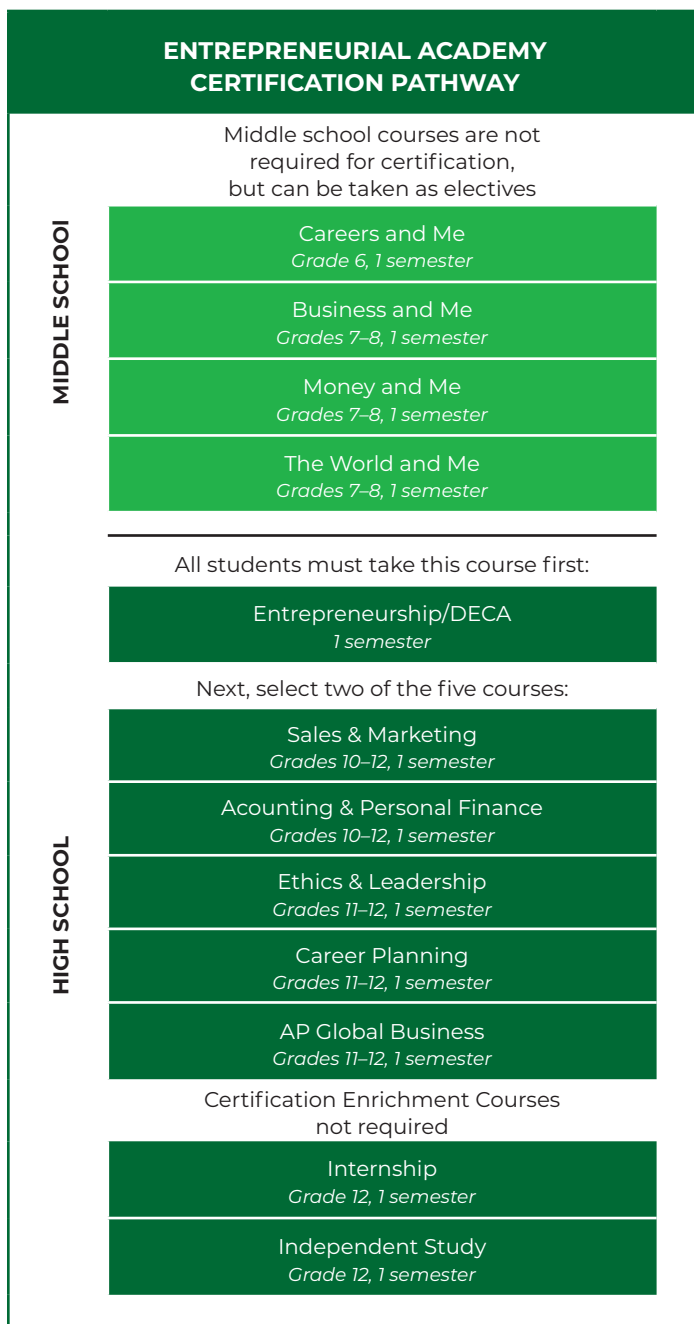 ENTREPRENEURIAL ACADEMY
CERTIFICATION PATHWAY
MIDDLE SCHOOl
Middle school courses are not
required for certification,
but can be taken as electives
Careers and Me
Grade 6, 1 semester
Business and Me
Grades 7–8, 1 semester
Money and Me
Grades 7–8, 1 semester
The World and Me
Grades 7–8, 1 semester
HIGH SCHOOL
All students must take this course first:
Entrepreneurship/DECA
1 semester
Next, select two of the five courses:
Sales & Marketing
Grades 10–12, 1 semester
Acounting & Personal Finance
Grades 10–12, 1 semester
Ethics & Leadership
Grades 11–12, 1 semester
Career Planning
Grades 11–12, 1 semester
AP Global Business
Grades 11–12, 1 semester
Certification Enrichment Courses
not required
Internship
Grade 12, 1 semester
Independent Study
Grade 12, 1 semester